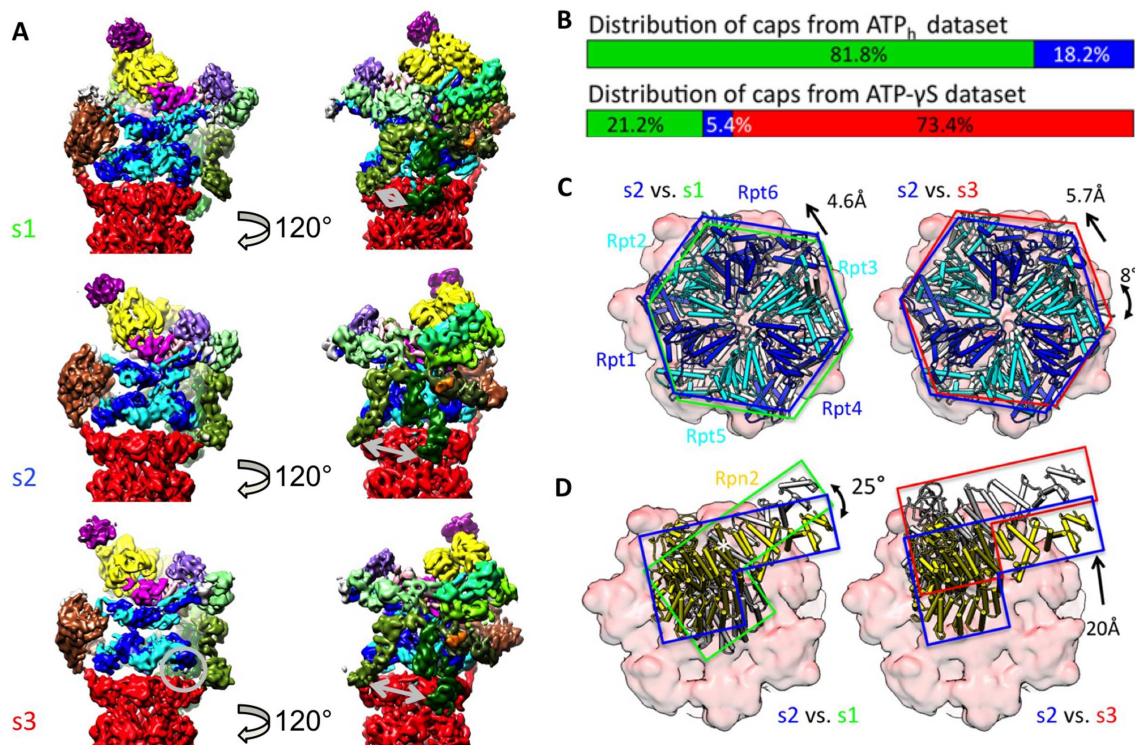 A
s1
120°
s2
120°
s3
120°
B
Distribution of caps from ATPh dataset
81.8% 18.2%
Distribution of caps from ATP-γS dataset
21.2% 5.4% 73.4%
C
s2 vs. s1
s2 vs. s3
Rpt6
4.6Å
5.7Å
Rpt2
Rpt3
8°
Rpt1
Rpt4
Rpt5
D
Rpn2
25°
20Å
s2 vs. s1
s2 vs. s3